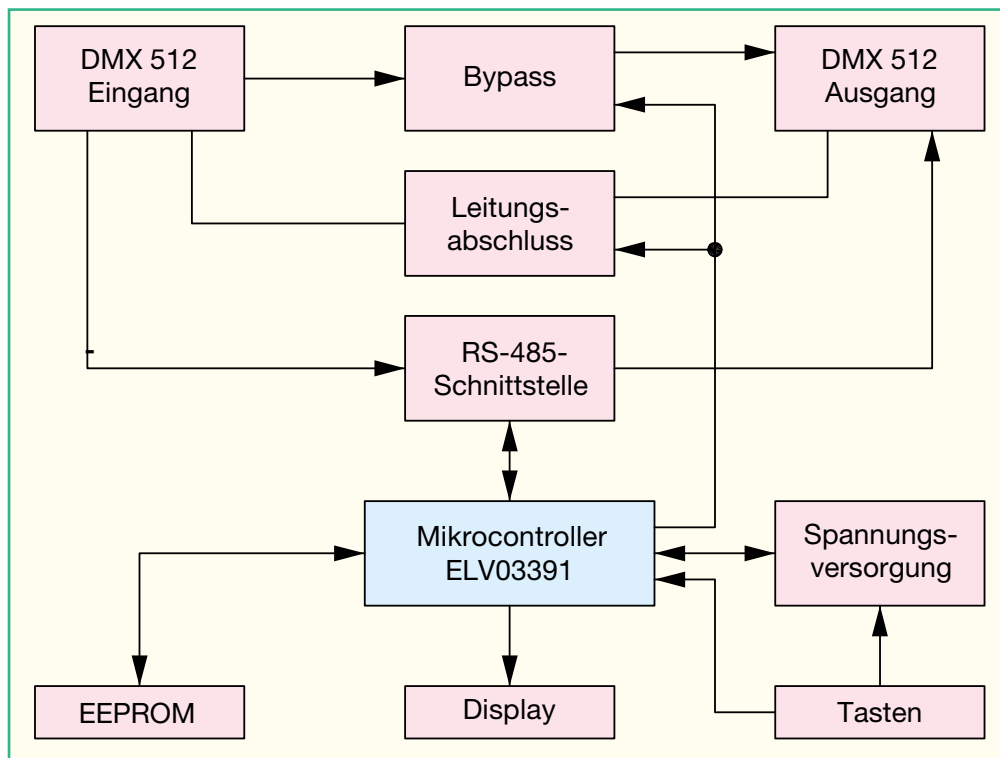 DMX 512
Eingang
Bypass
DMX 512
Ausgang
Leitungs-
abschluss
RS-485-
Schnittstelle
Mikrocontroller
ELV03391
Spannungs-
versorgung
EEPROM
Display
Tasten